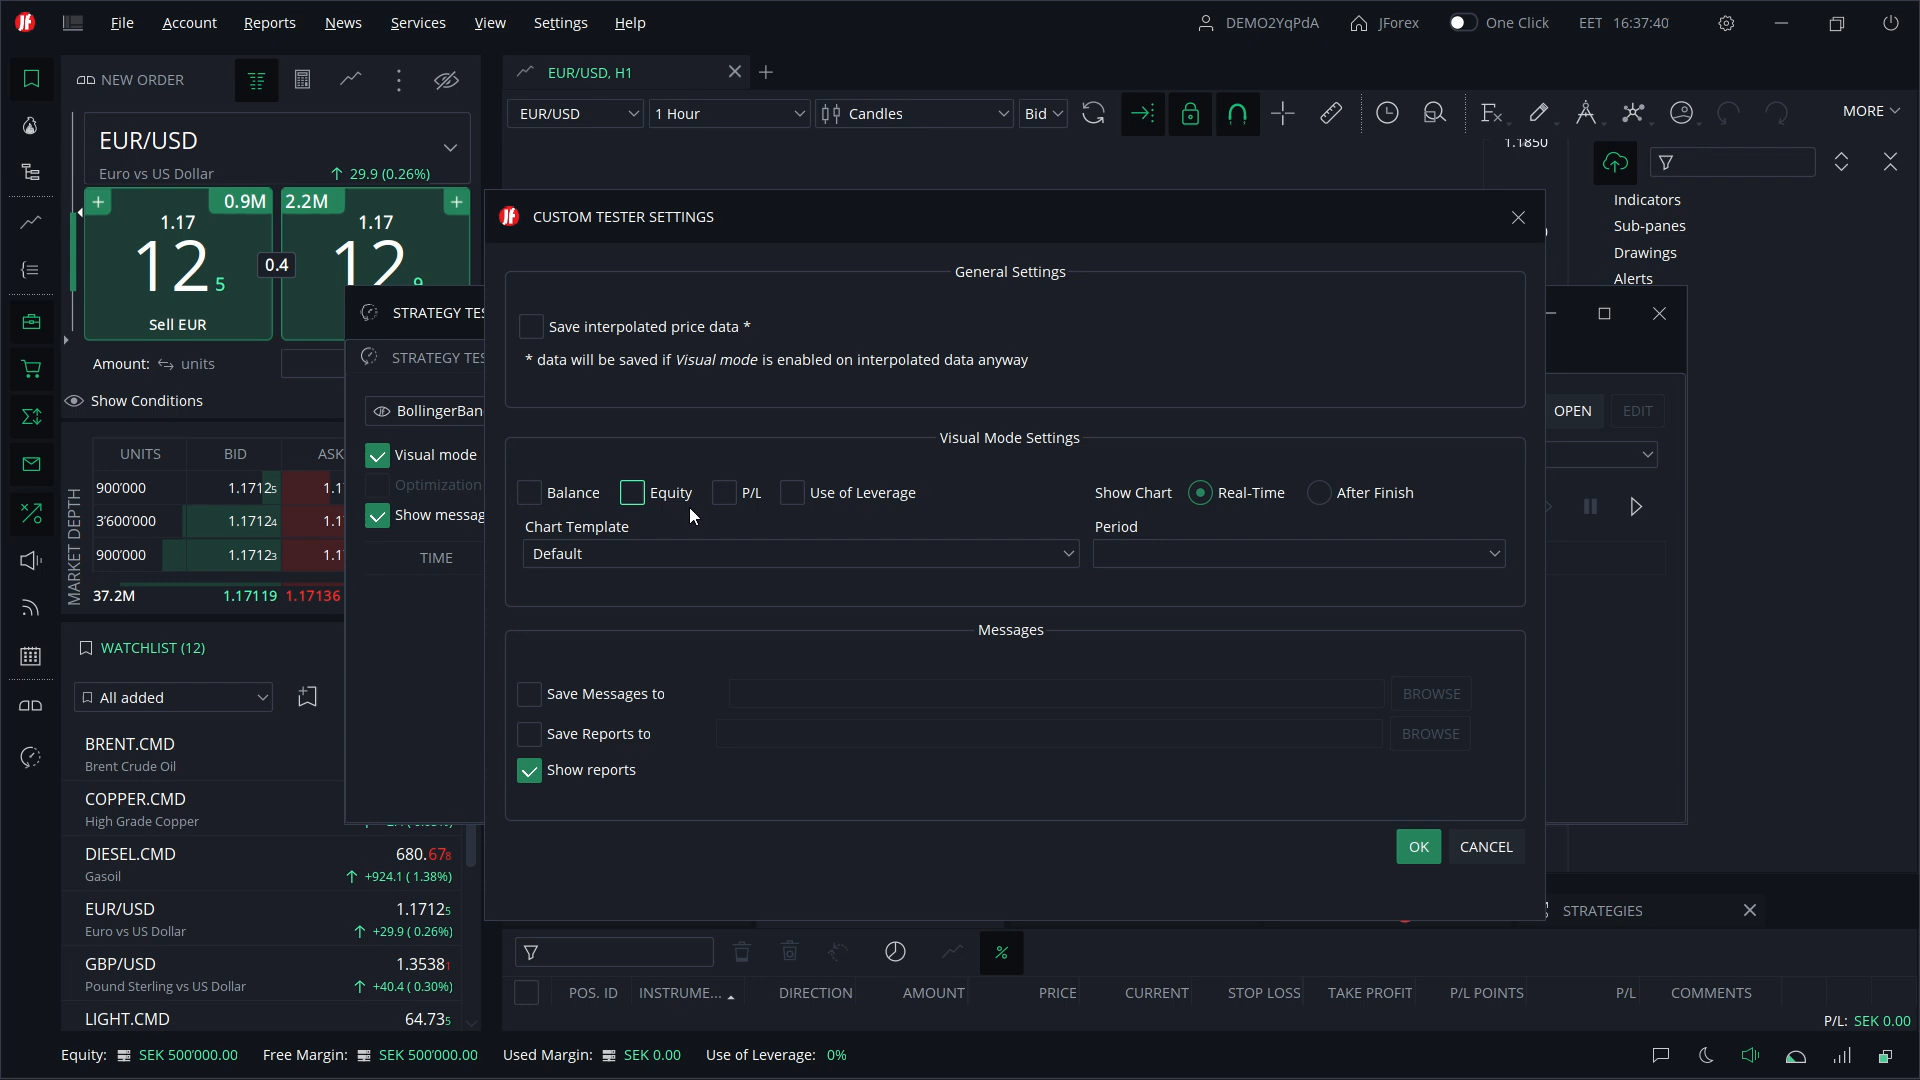 File Account Reports News Services View Settings Help
DEMO2YqPdA JForex One Click EET 16:37:40
NEW ORDER
EUR/USD
Euro vs US Dollar
29.9 (0.26%)
0.9M
1.17
12 5
Sell EUR
0.4
2.2M
1.17
12
Amount: units
Show Conditions
MARKET DEPTH
UNITS BID ASK
900'000 1.17125 1.1
3'600'000 1.17124 1.1
900'000 1.17123 1.1
37.2M 1.17119 1.17136
WATCHLIST (12)
All added
BRENT.CMD
Brent Crude Oil
COPPER.CMD
High Grade Copper
DIESEL.CMD 680.678
Gasoil +924.1 ( 1.38%)
EUR/USD 1.17125
Euro vs US Dollar +29.9 ( 0.26%)
GBP/USD 1.35381
Pound Sterling vs US Dollar +40.4 ( 0.30%)
LIGHT.CMD 64.735
EUR/USD, H1
EUR/USD 1 Hour Candles Bid MORE
1.1850
Indicators
Sub-panes
Drawings
Alerts
STRATEGY TES
STRATEGY TES
BollingerBan
Visual mode
Optimization
Show messag
TIME
OPEN EDIT
CUSTOM TESTER SETTINGS
General Settings
Save interpolated price data *
* data will be saved if Visual mode is enabled on interpolated data anyway
Visual Mode Settings
Balance Equity P/L Use of Leverage Show Chart Real-Time After Finish
Chart Template Period
Default
Messages
Save Messages to BROWSE
Save Reports to BROWSE
Show reports
OK CANCEL
STRATEGIES
%
POS. ID INSTRUME... DIRECTION AMOUNT PRICE CURRENT STOP LOSS TAKE PROFIT P/L POINTS P/L COMMENTS
P/L: SEK 0.00
Equity: SEK 500'000.00 Free Margin: SEK 500'000.00 Used Margin: SEK 0.00 Use of Leverage: 0%